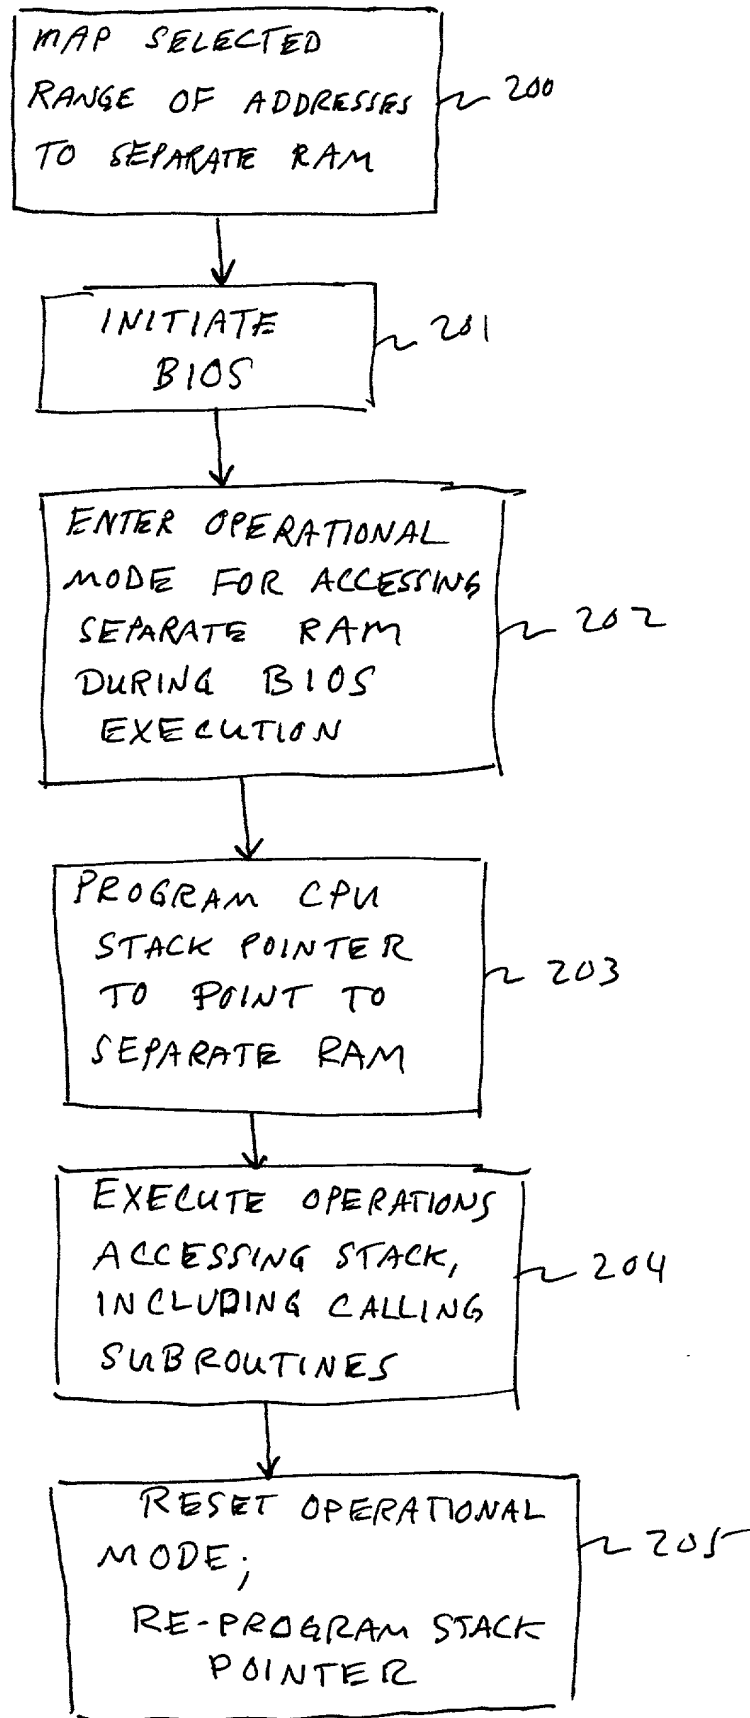 MAP SELECTED
RANGE OF ADDRESSES
TO SEPARATE RAM
200
INITIATE
BIOS
201
ENTER OPERATIONAL
MODE FOR ACCESSING
SEPARATE RAM
DURING BIOS
EXECUTION
202
PROGRAM CPU
STACK POINTER
TO POINT TO
SEPARATE RAM
203
EXECUTE OPERATIONS
ACCESSING STACK,
INCLUDING CALLING
SUBROUTINES
204
RESET OPERATIONAL
MODE;
RE-PROGRAM STACK
POINTER
205